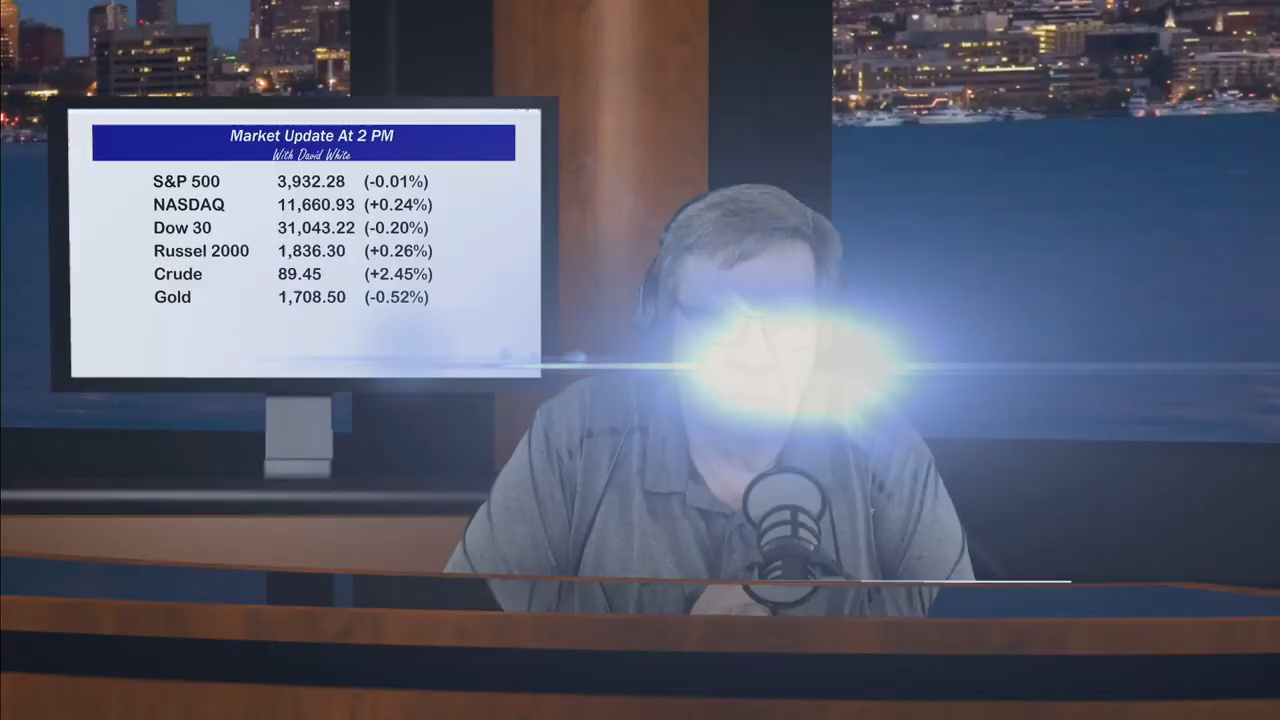 Market Update At 2 PM
With David White
S&P 500 3,932.28 (-0.01%)
NASDAQ 11,660.93 (+0.24%)
Dow 30 31,043.22 (-0.20%)
Russel 2000 1,836.30 (+0.26%)
Crude 89.45 (+2.45%)
Gold 1,708.50 (-0.52%)